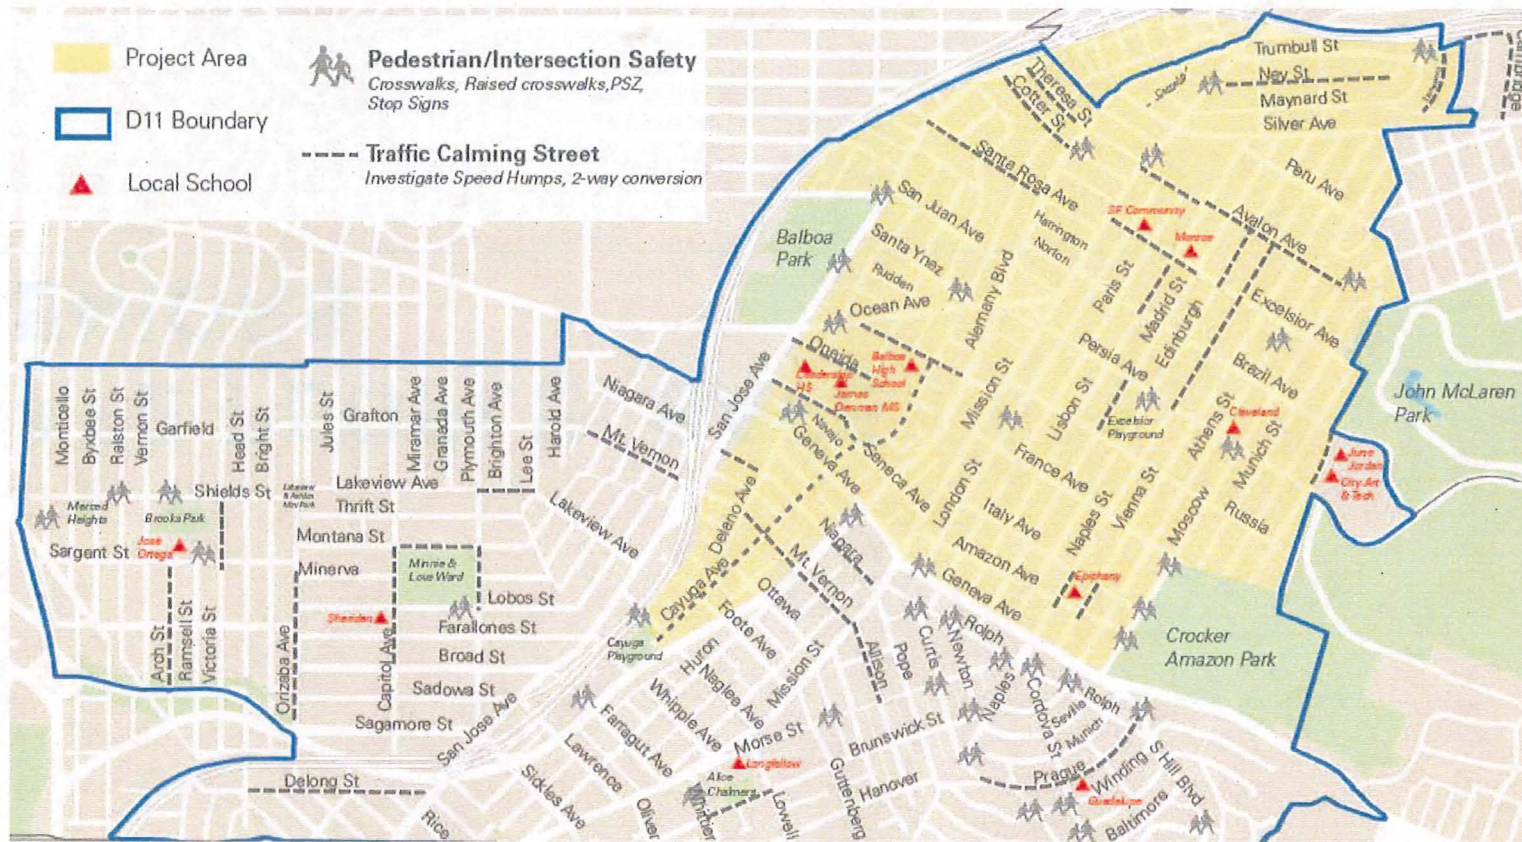 Project Area
D11 Boundary
Local School
Pedestrian/Intersection Safety
Crosswalks, Raised crosswalks,PSZ,
Stop Signs
Traffic Calming Street
Investigate Speed Humps, 2-way conversion
Trumbull St
Ney St
Maynard St
Silver Ave
Cambridge
Theresa St
Cotter St
Peru Ave
Santa Rosa Ave
San Juan Ave
Avalon Ave
SF Community
Monroe
Harrington
Norton
Balboa
Park
Santa Ynez
Rudden
Ocean Ave
Alemany Blvd
Paris St
Madrid St
Edinburgh
Excelsior Ave
Persia Ave
Brazil Ave
John McLaren
Park
Oneida
Leadership
HS
James
Denman MS
Balboa
High
School
Mission St
Lisbon St
Excelsior
Playground
Athens St
Cleveland
Munich St
June
Jordan
City Art
& Tech
San Jose Ave
Niagara Ave
Mt. Vernon
Navajo
Geneva Ave
Seneca Ave
London St
France Ave
Italy Ave
Naples St
Vienna St
Moscow
Russia
Amazon Ave
Geneva Ave
Epiphany
Crocker
Amazon Park
Monticello
Byxbee St
Ralston St
Vernon St
Garfield
Head St
Bright St
Jules St
Grafton
Miramar Ave
Granada Ave
Plymouth Ave
Brighton Ave
Lee St
Harold Ave
Lakeview Ave
Shields St
Thrift St
Merced
Heights
Brooks Park
Sargent St
Jose
Ortega
Montana St
Minerva
Minnie &
Love Ward
Lobos St
Sheridan
Farallones St
Broad St
Sadowa St
Sagamore St
Arch St
Ramsell St
Victoria St
Orizaba Ave
Capitol Ave
San Jose Ave
Delong St
Rice
Lakeview Ave
Delano Ave
Cayuga Ave
Cayuga
Playground
Niagara
Mt. Vernon
Ottawa
Foote Ave
Huron
Naglee Ave
Whipple Ave
Mission St
Farragut Ave
Lawrence
Sickles Ave
Oliver
Whittier
Lowell
Morse St
Longfellow
Alice
Chalmers
Guttenberg
Hanover
Brunswick St
Allison
Pope
Curtis
Newton
Rolph
Naples
Cordova St
Seville
Munich
Rolph
Prague
Winding
Guadalupe
Baltimore
S Hill Blvd